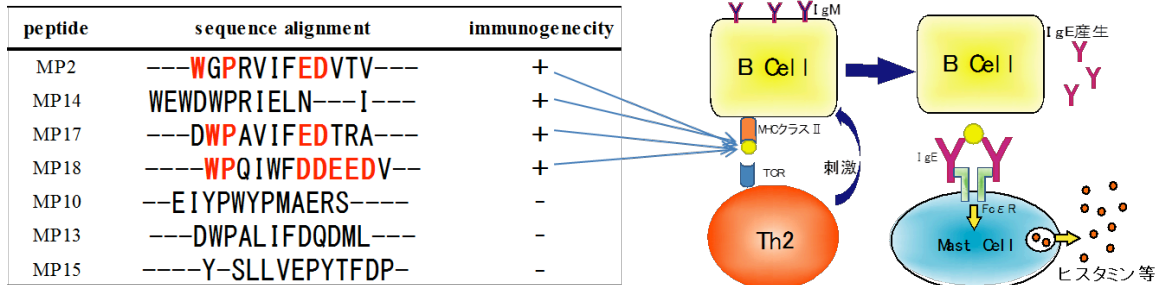 peptide sequence alignment immunogenecity
MP2 ---WGPRVIFEDVTV--- +
MP14 WEWDWPRIELN---I--- +
MP17 ---DWPAVIFEDTRA--- +
MP18 ---WPQIWFDDEEDV-- +
MP10 --EIYPWYPMAERS---- -
MP13 ---DWPALIFDQDML--- -
MP15 ----Y-SLLVEPYTFDP- -
IgM
B Cell
MHCクラスⅡ
TCR
Th2
刺激
IgE産生
B Cell
IgE
FcεR
Mast Cell
ヒスタミン等